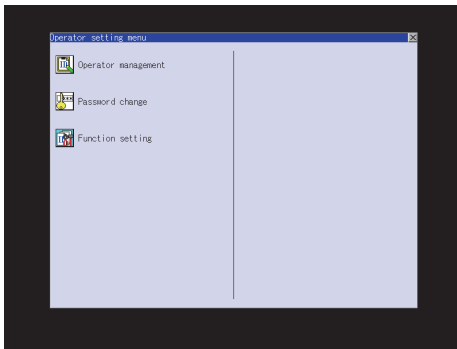 Operator setting menu
Operator management
Password change
Function setting